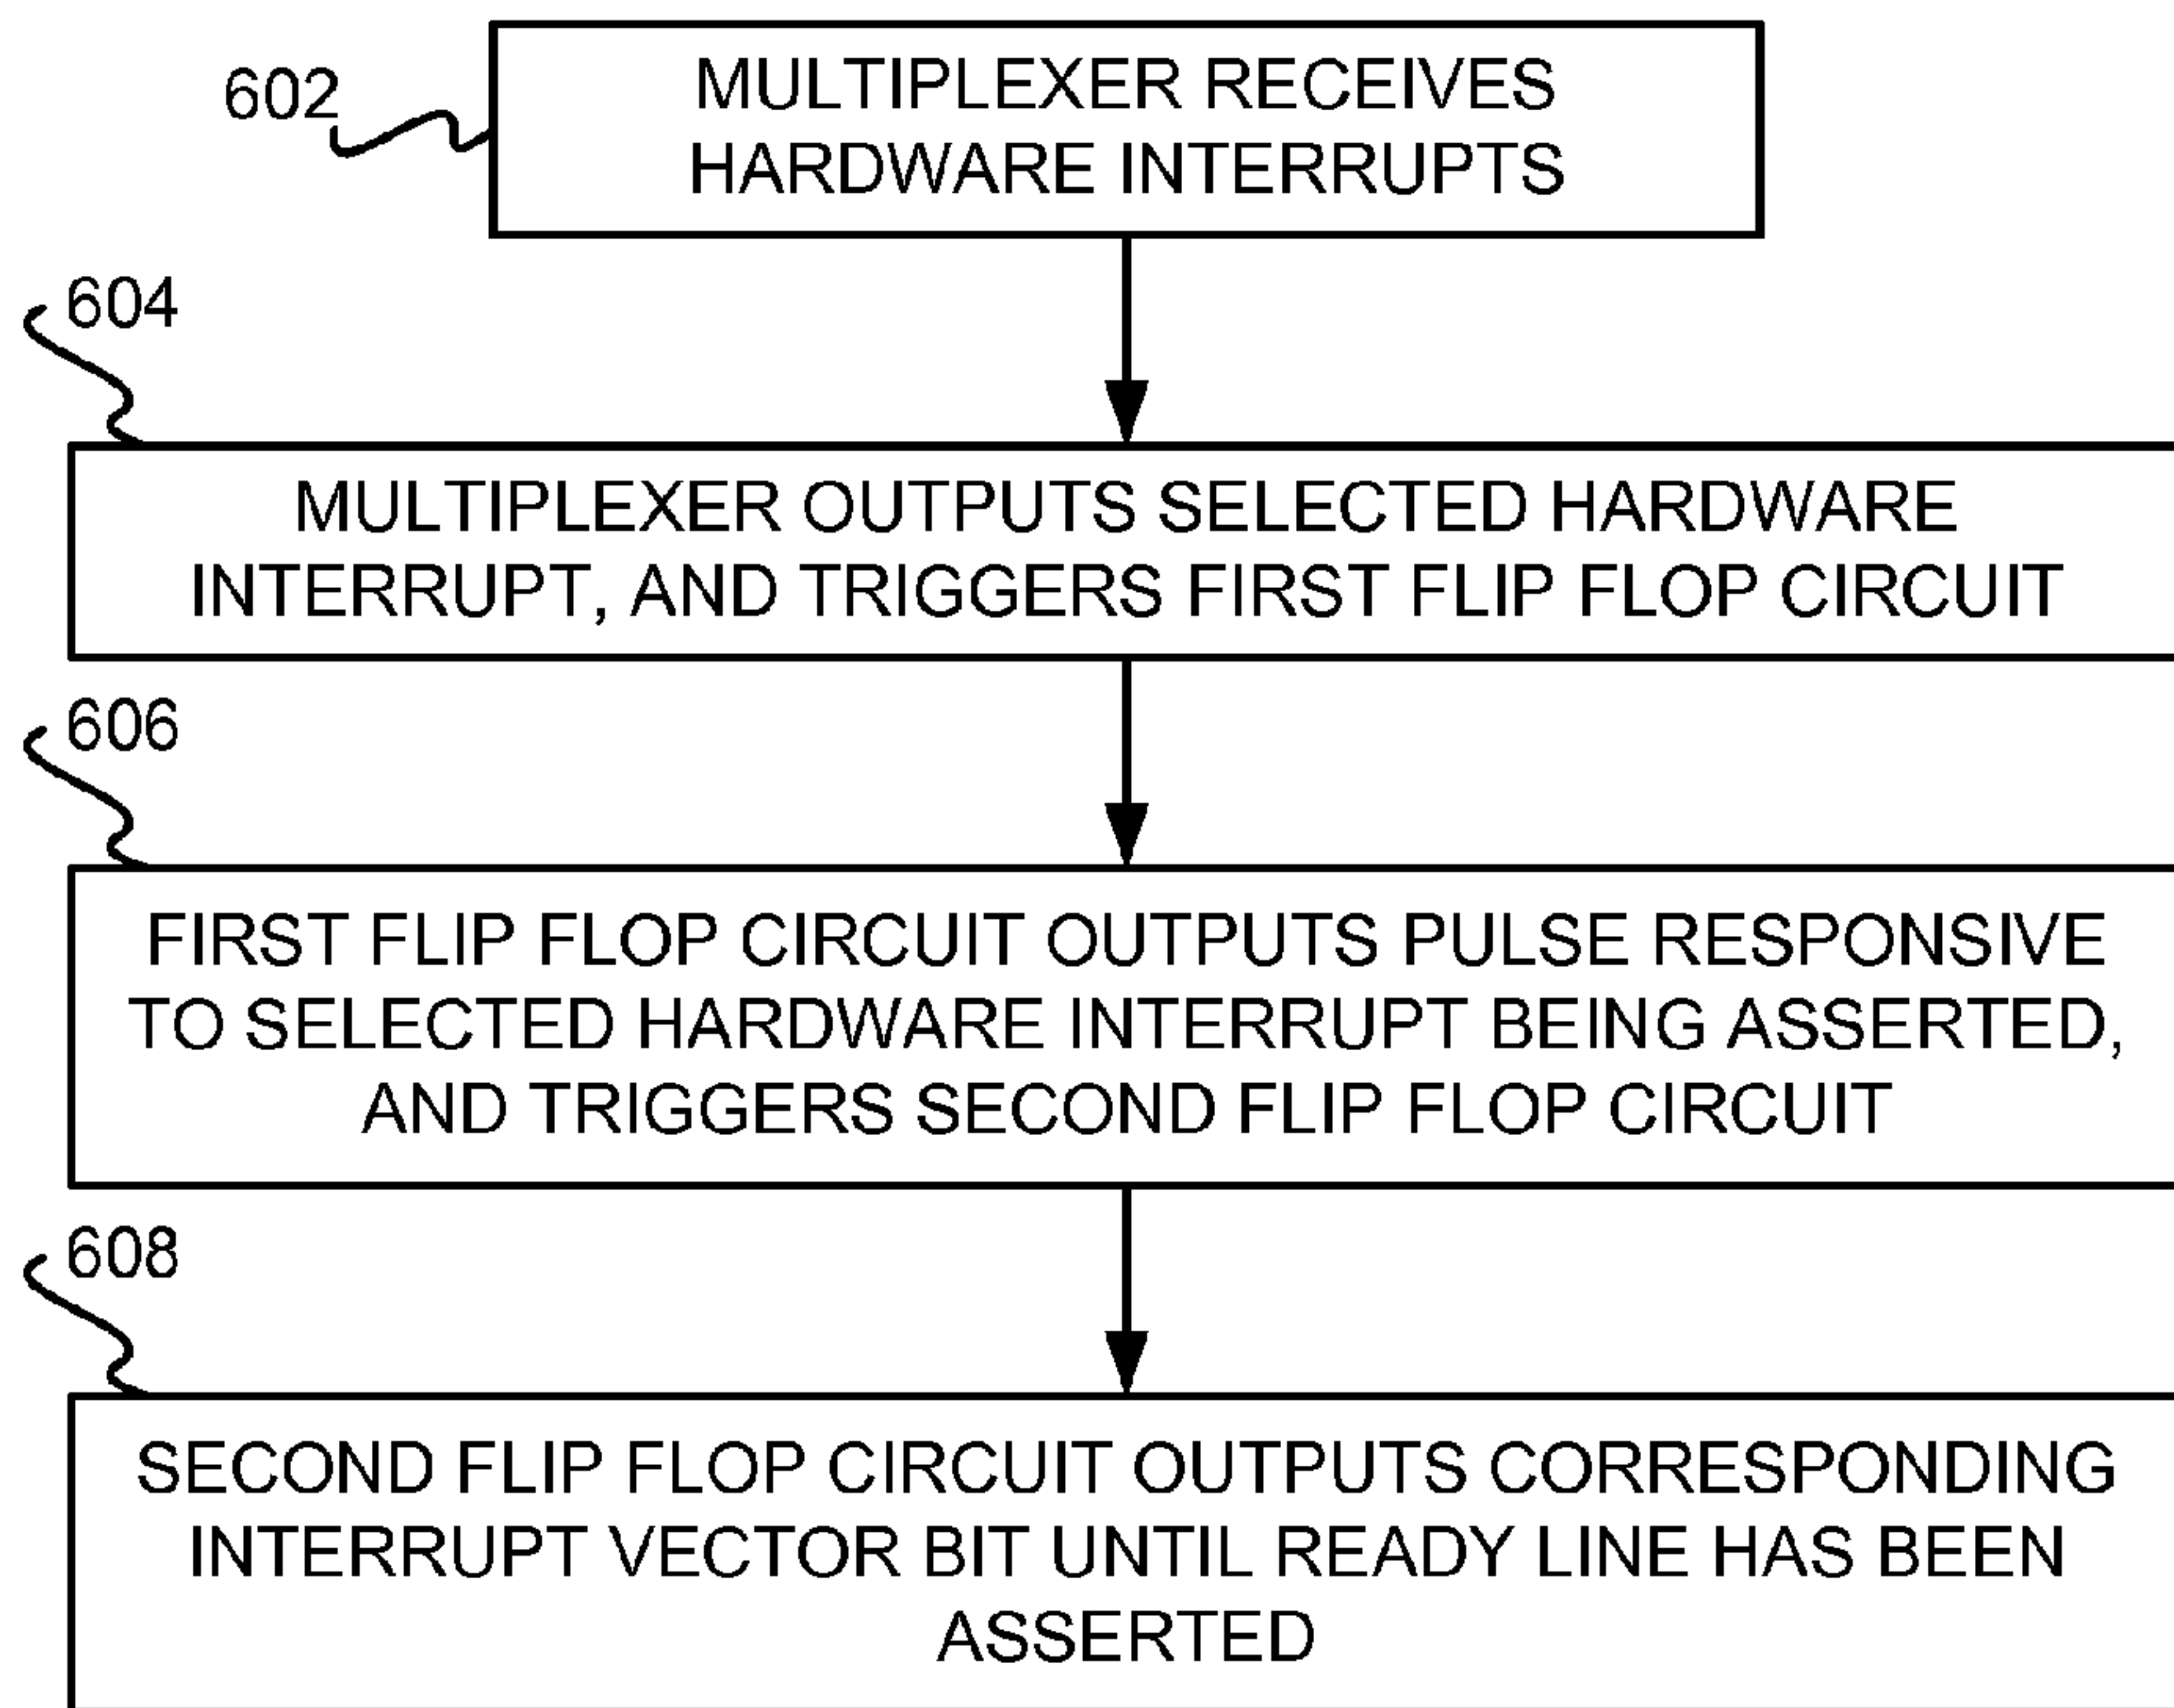 602
MULTIPLEXER RECEIVES
HARDWARE INTERRUPTS
604
MULTIPLEXER OUTPUTS SELECTED HARDWARE
INTERRUPT, AND TRIGGERS FIRST FLIP FLOP CIRCUIT
606
FIRST FLIP FLOP CIRCUIT OUTPUTS PULSE RESPONSIVE
TO SELECTED HARDWARE INTERRUPT BEING ASSERTED,
AND TRIGGERS SECOND FLIP FLOP CIRCUIT
608
SECOND FLIP FLOP CIRCUIT OUTPUTS CORRESPONDING
INTERRUPT VECTOR BIT UNTIL READY LINE HAS BEEN
ASSERTED